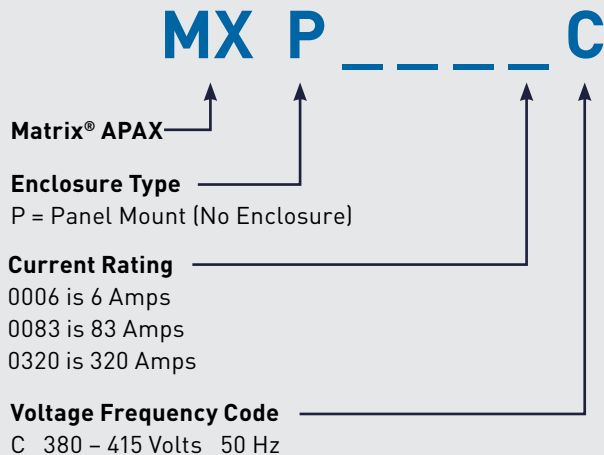 MX P _ _ _ _ C
Matrix® APAX
Enclosure Type
P = Panel Mount (No Enclosure)
Current Rating
0006 is 6 Amps
0083 is 83 Amps
0320 is 320 Amps
Voltage Frequency Code
C 380 – 415 Volts 50 Hz